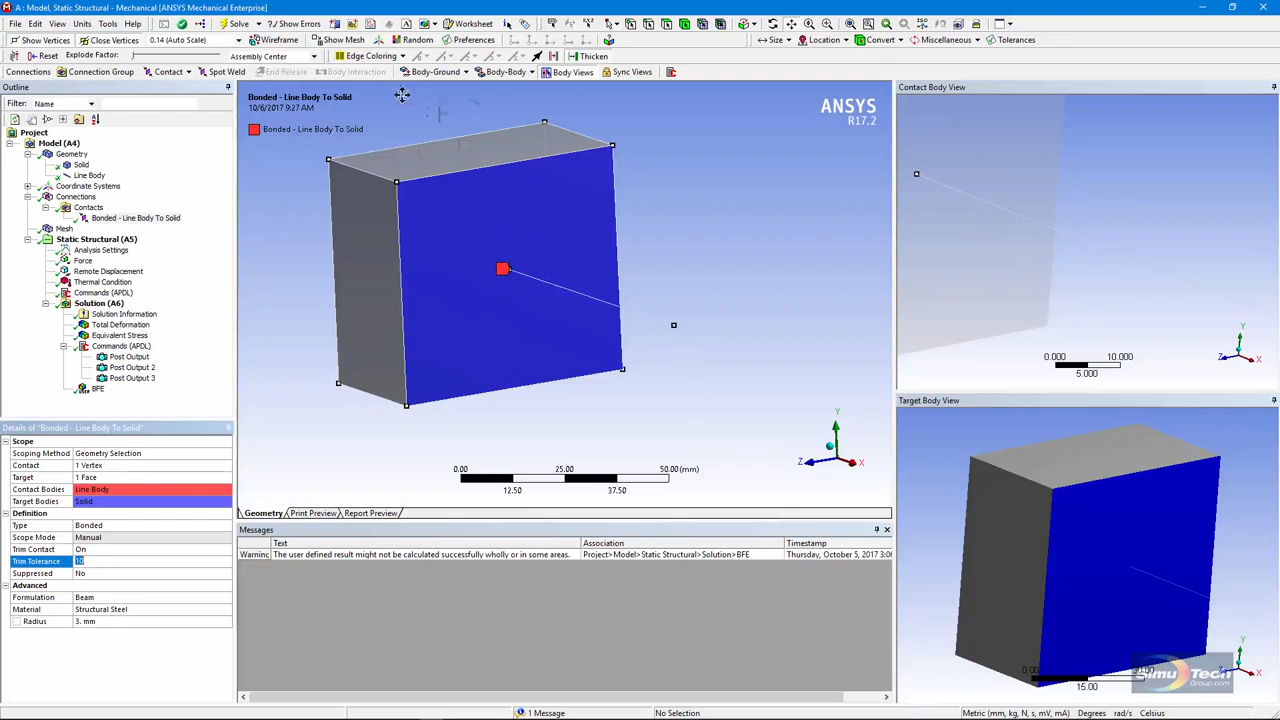 A : Model, Static Structural - Mechanical [ANSYS Mechanical Enterprise]
File Edit View Units Tools Help Solve Show Errors Worksheet
Show Vertices Close Vertices 0.14 (Auto Scale) Wireframe Show Mesh Random Preferences Size Location Convert Miscellaneous Tolerances
Reset Explode Factor: Assembly Center Edge Coloring Thicken
Connections Connection Group Contact Spot Weld End Release Body Interaction Body-Ground Body-Body Body Views Sync Views
Outline
Filter: Name
Project
Model (A4)
Geometry
Solid
Line Body
Coordinate Systems
Connections
Contacts
Bonded - Line Body To Solid
Mesh
Static Structural (A5)
Analysis Settings
Force
Remote Displacement
Thermal Condition
Commands (APDL)
Solution (A6)
Solution Information
Total Deformation
Equivalent Stress
Commands (APDL)
Post Output
Post Output 2
Post Output 3
BFE
Details of "Bonded - Line Body To Solid"
Scope
Scoping Method Geometry Selection
Contact 1 Vertex
Target 1 Face
Contact Bodies Line Body
Target Bodies Solid
Definition
Type Bonded
Scope Mode Manual
Trim Contact On
Trim Tolerance 10
Suppressed No
Advanced
Formulation Beam
Material Structural Steel
Radius 3. mm
Bonded - Line Body To Solid
10/6/2017 9:27 AM
Bonded - Line Body To Solid
ANSYS
R17.2
Y
Z X
0.00 25.00 50.00 (mm)
12.50 37.50
Geometry Print Preview Report Preview
Messages
Text Association Timestamp
Warning The user defined result might not be calculated successfully wholly or in some areas. Project>Model>Static Structural>Solution>BFE Thursday, October 5, 2017 3:06
Contact Body View
Y
Z X
0.000 10.000
5.000
Target Body View
Y
Z X
0.00 30.00
15.00
SimuTech
Group.com
1 Message No Selection Metric (mm, kg, N, s, mV, mA) Degrees rad/s Celsius